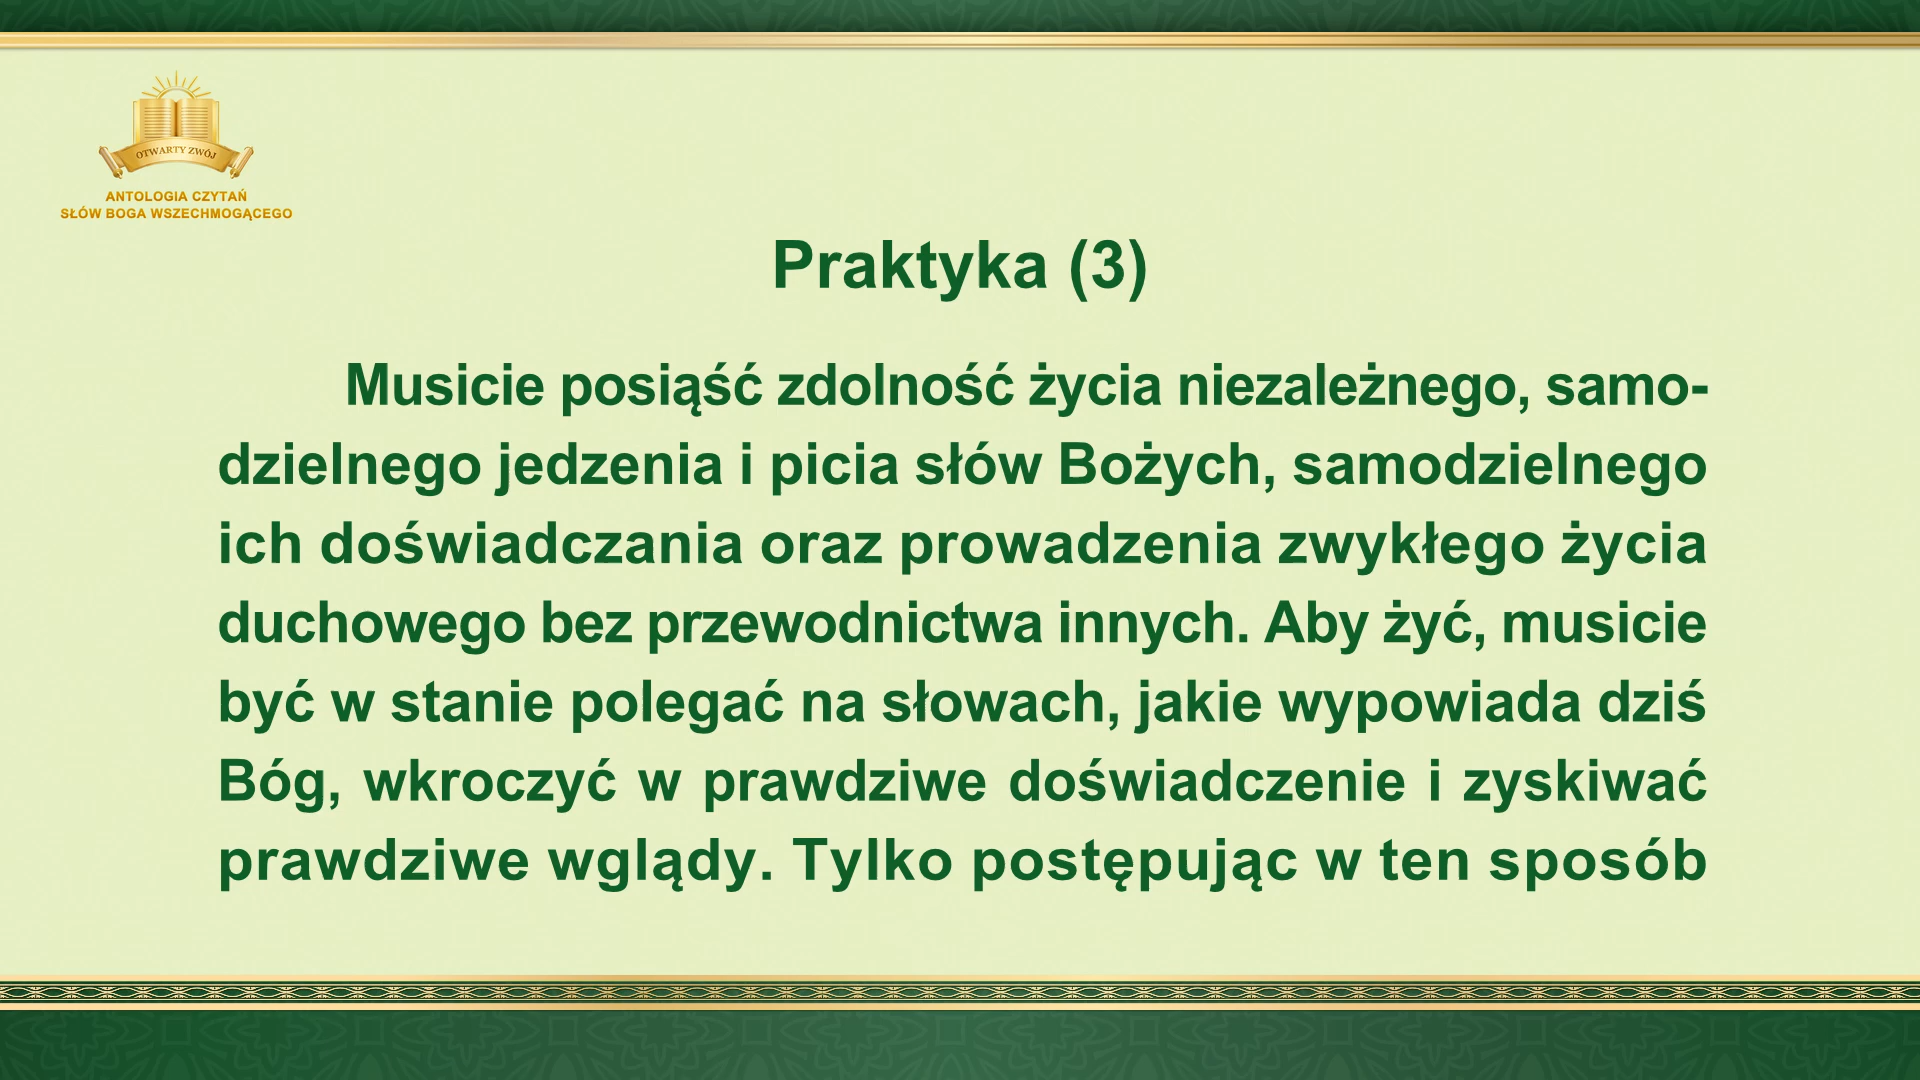 OTWARTY ZWÓJ
ANTOLOGIA CZYTAŃ
SŁÓW BOGA WSZECHMOGĄCEGO
Praktyka (3)
Musicie posiąść zdolność życia niezależnego, samo-
dzielnego jedzenia i picia słów Bożych, samodzielnego
ich doświadczania oraz prowadzenia zwykłego życia
duchowego bez przewodnictwa innych. Aby żyć, musicie
być w stanie polegać na słowach, jakie wypowiada dziś
Bóg, wkroczyć w prawdziwe doświadczenie i zyskiwać
prawdziwe wglądy. Tylko postępując w ten sposób